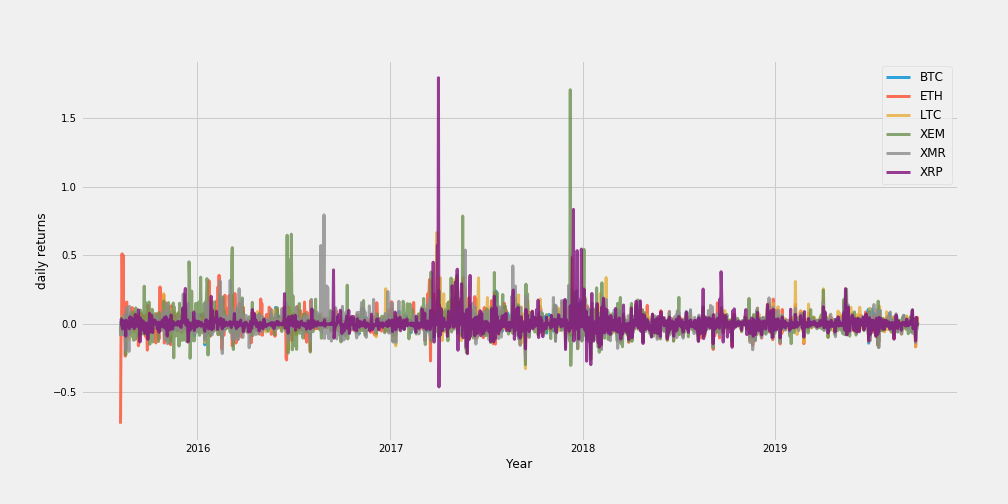 BTC
ETH
LTC
XEM
XMR
XRP
daily returns
1.5
1.0
0.5
0.0
−0.5
2016
2017
2018
2019
Year